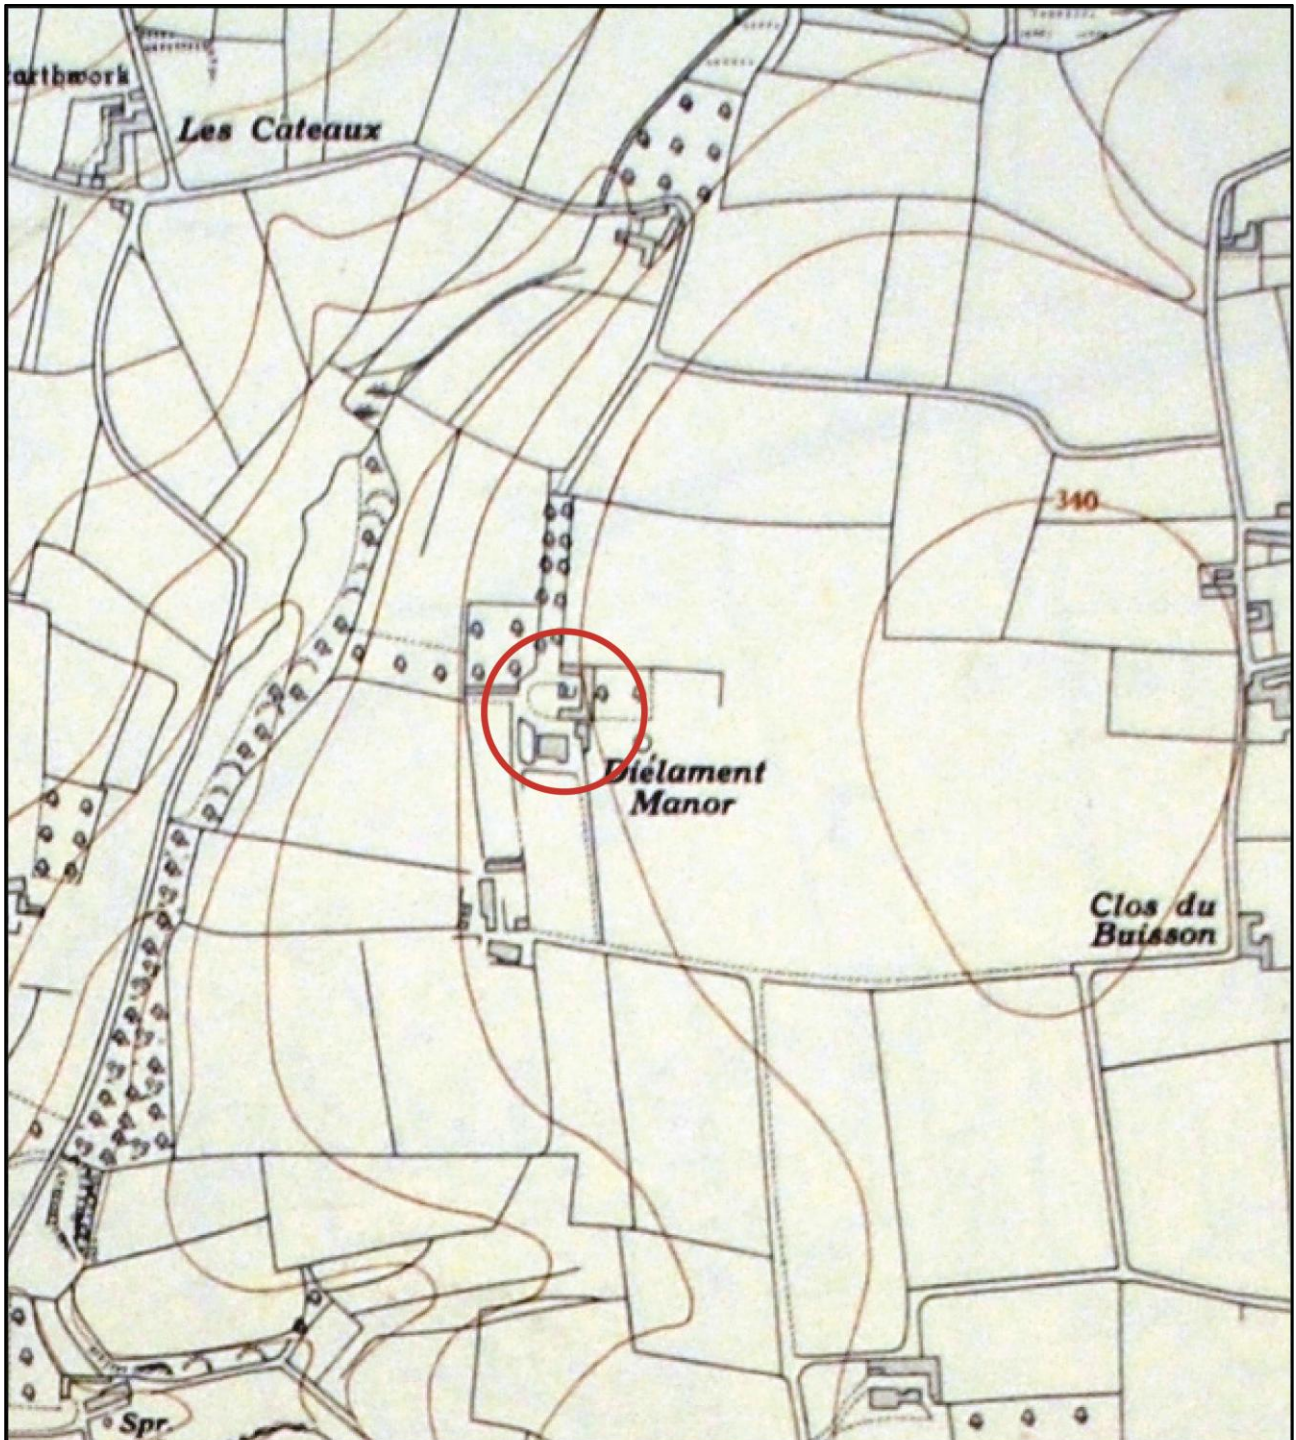 Earthwork
Les Cateaux
340
Diélament
Manor
Clos du
Buisson
Spr.